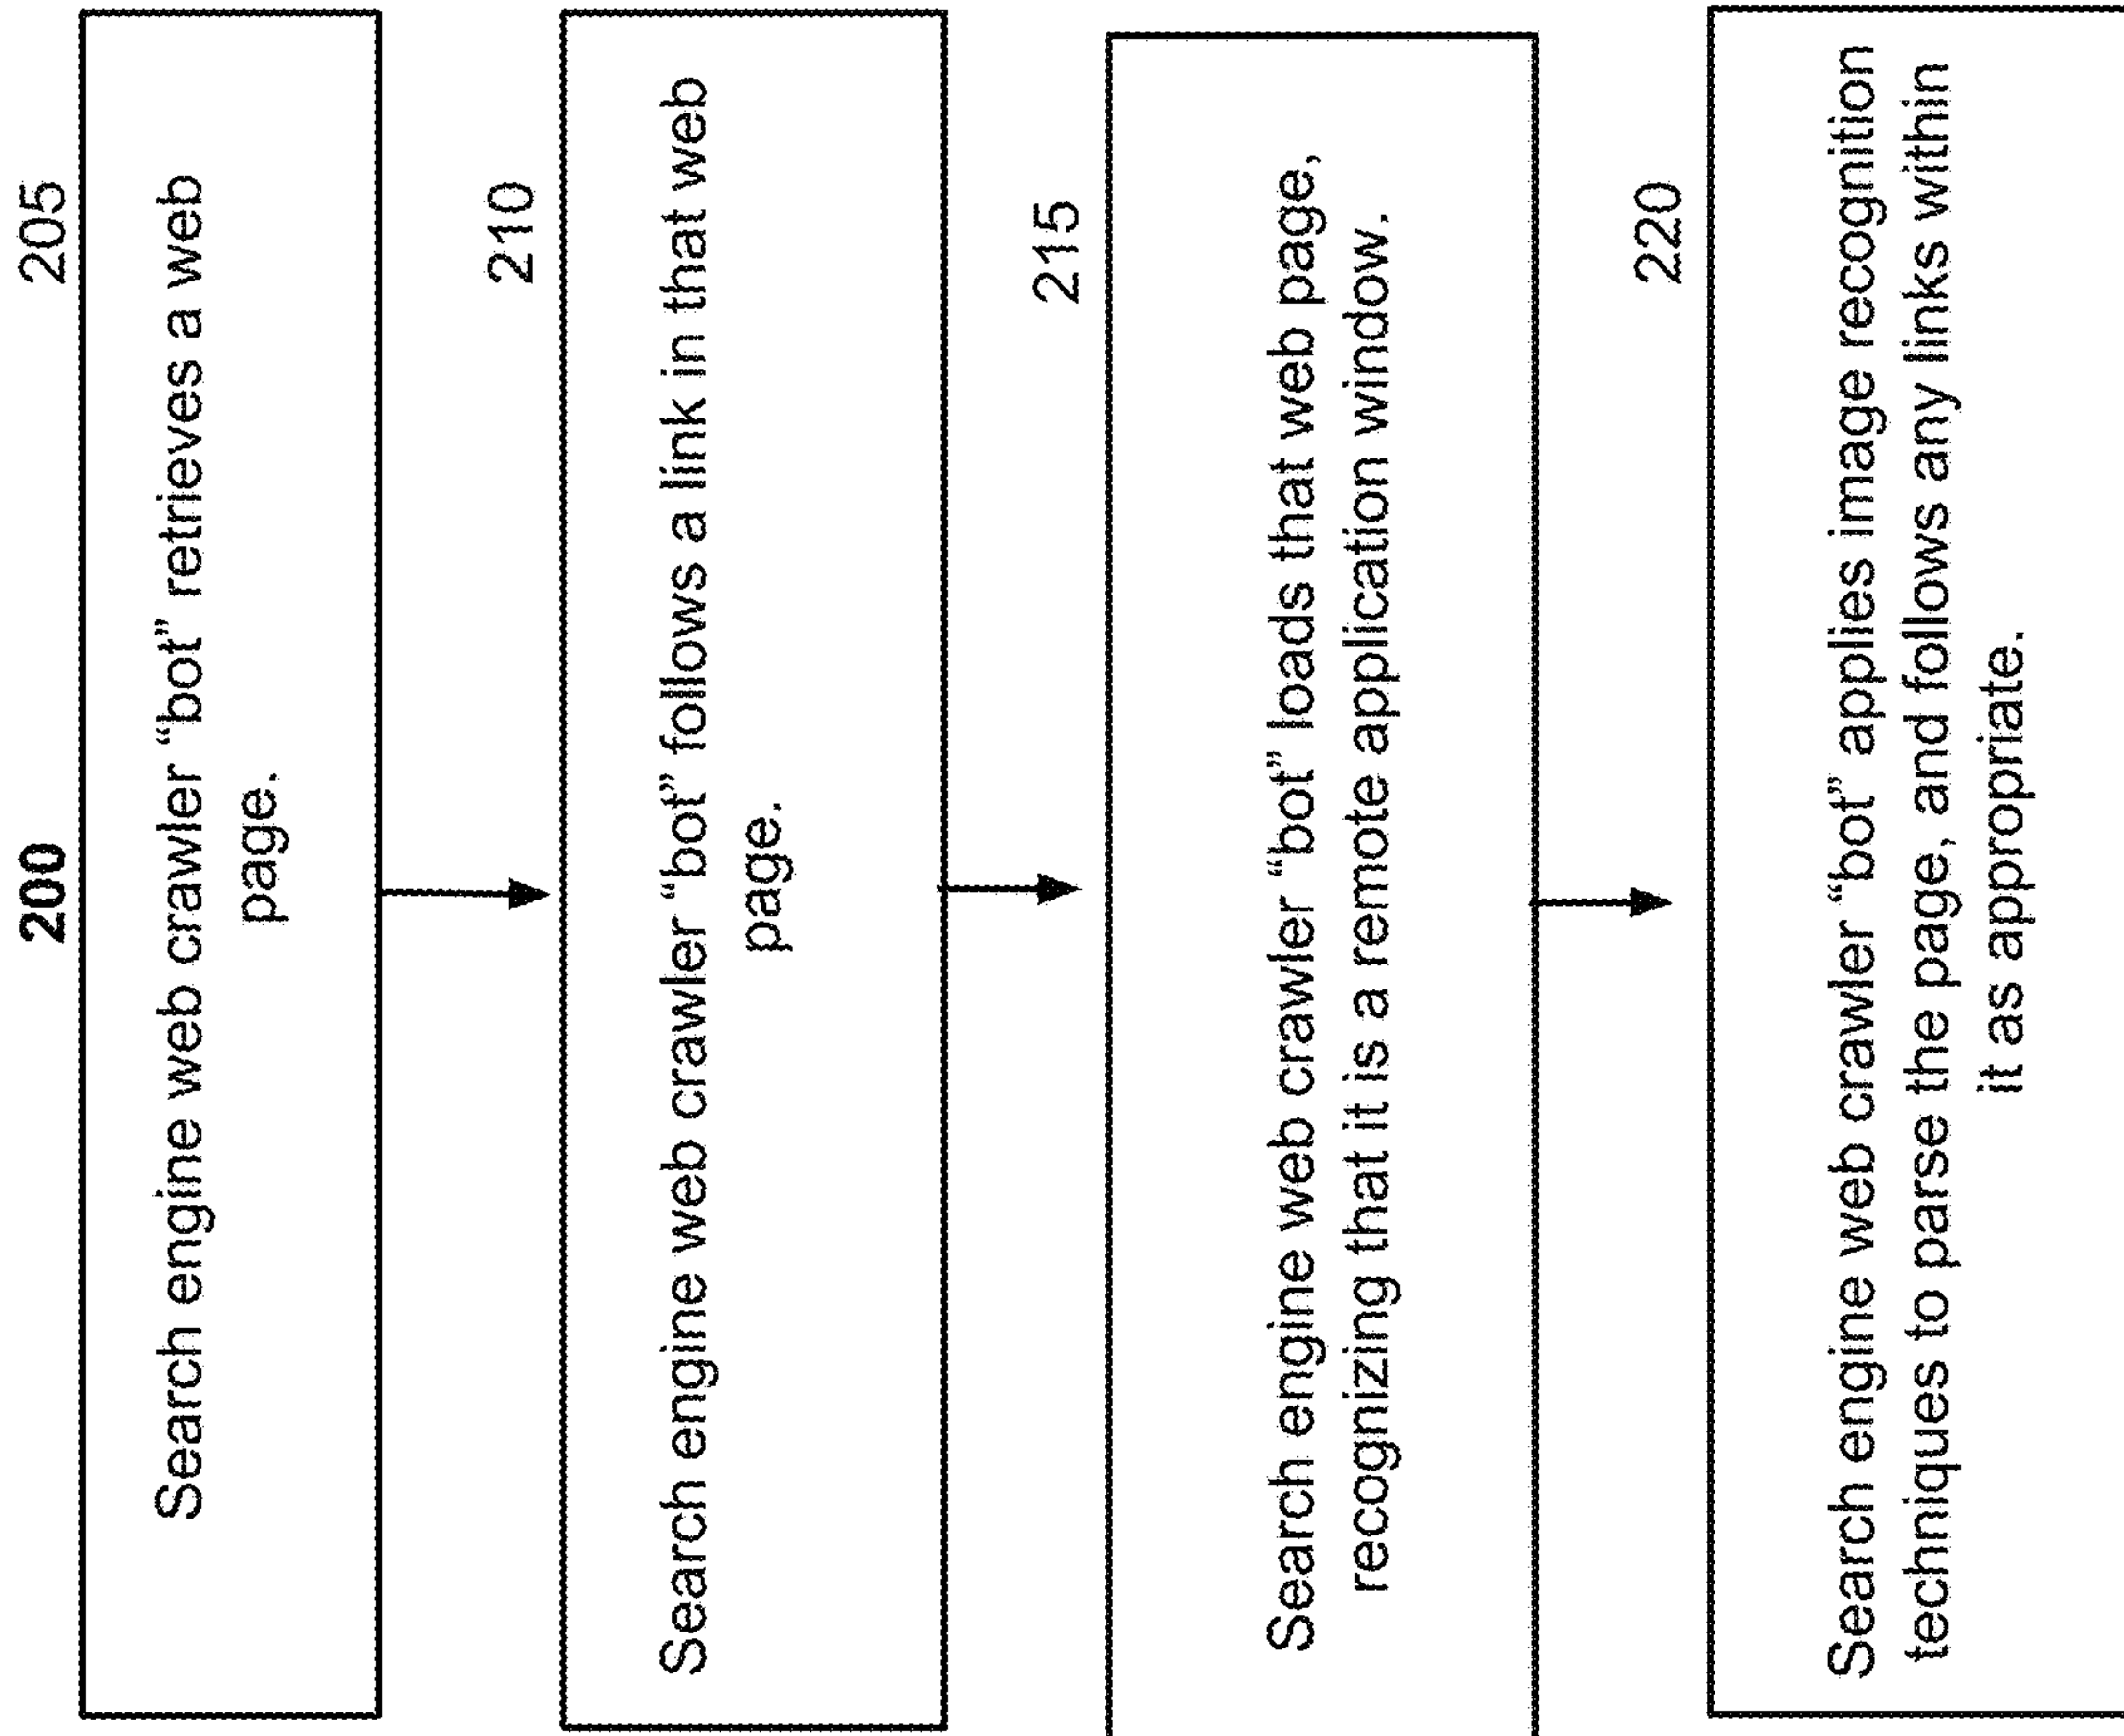 200
205
Search engine web crawler “bot” retrieves a web
page.
210
Search engine web crawler “bot” follows a link in that web
page.
215
Search engine web crawler “bot” loads that web page,
recognizing that it is a remote application window.
220
Search engine web crawler “bot” applies image recognition
techniques to parse the page, and follows any links within
it as appropriate.